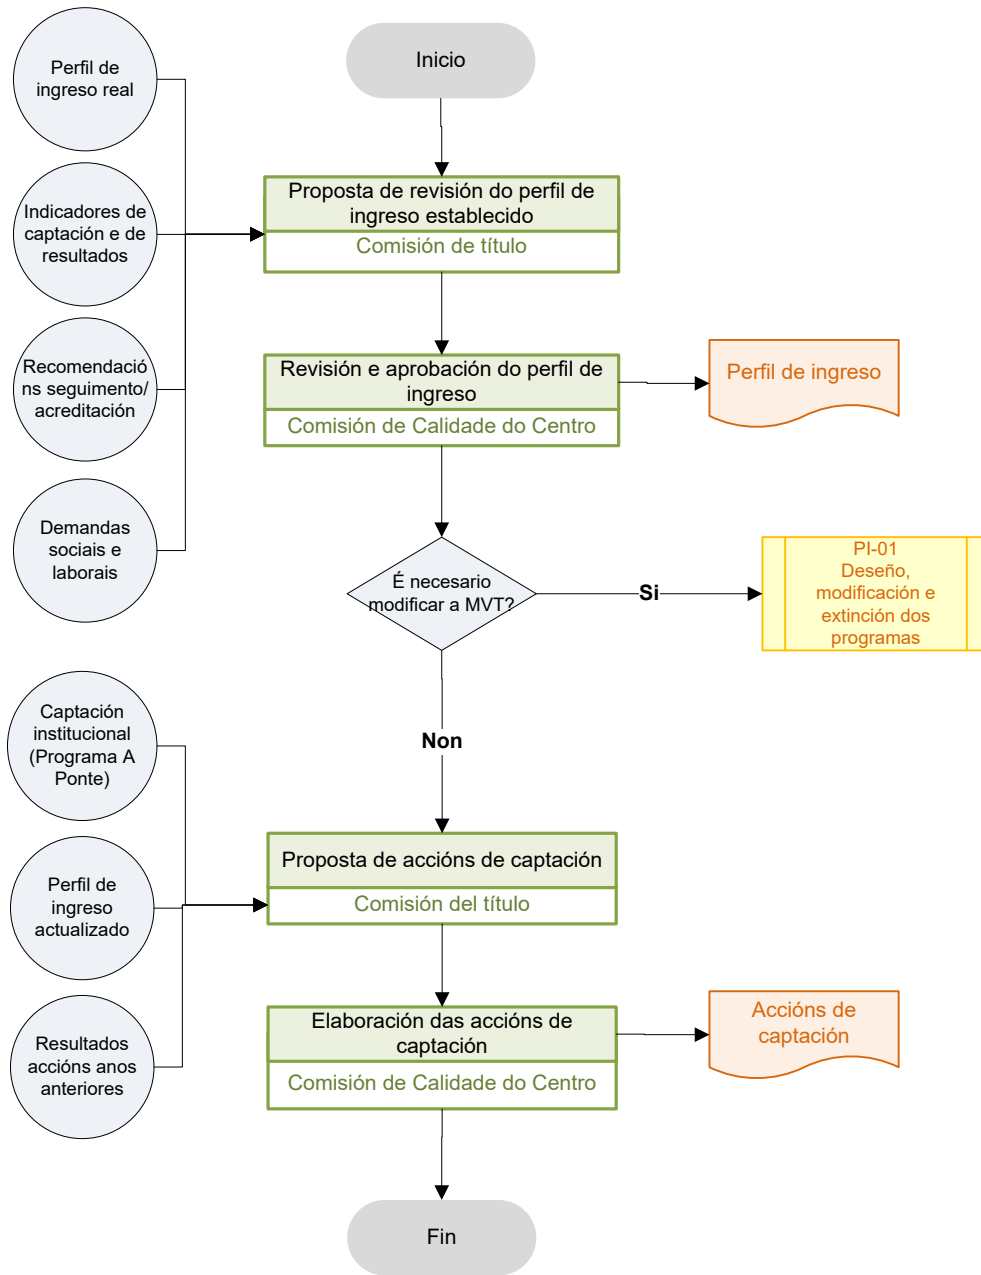 Inicio
Perfil de
ingreso real
Indicadores de
captación e de
resultados
Recomendació
ns seguimento/
acreditación
Demandas
sociais e
laborais
Proposta de revisión do perfil de
ingreso establecido
Comisión de título
Revisión e aprobación do perfil de
ingreso
Comisión de Calidade do Centro
Perfil de ingreso
É necesario
modificar a MVT?
Si
PI-01
Deseño,
modificación e
extinción dos
programas
Non
Captación
institucional
(Programa A
Ponte)
Perfil de
ingreso
actualizado
Resultados
accións anos
anteriores
Proposta de accións de captación
Comisión del título
Elaboración das accións de
captación
Comisión de Calidade do Centro
Accións de
captación
Fin